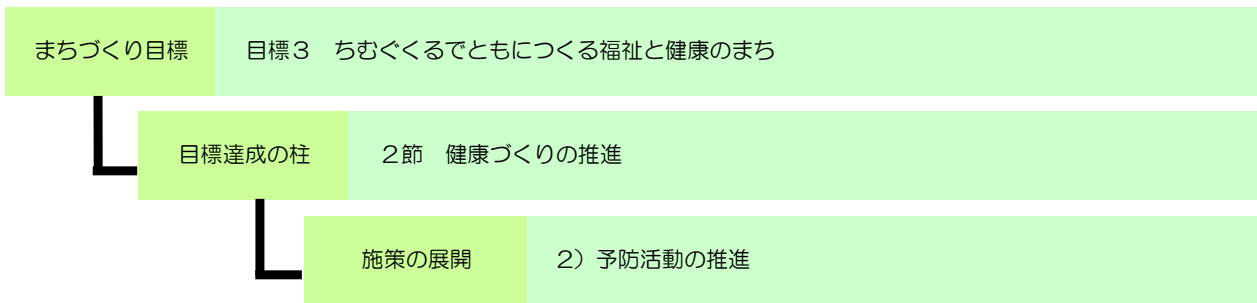 まちづくり目標　目標３　ちむぐくるでともにつくる福祉と健康のまち
目標達成の柱　２節　健康づくりの推進
施策の展開　２）予防活動の推進